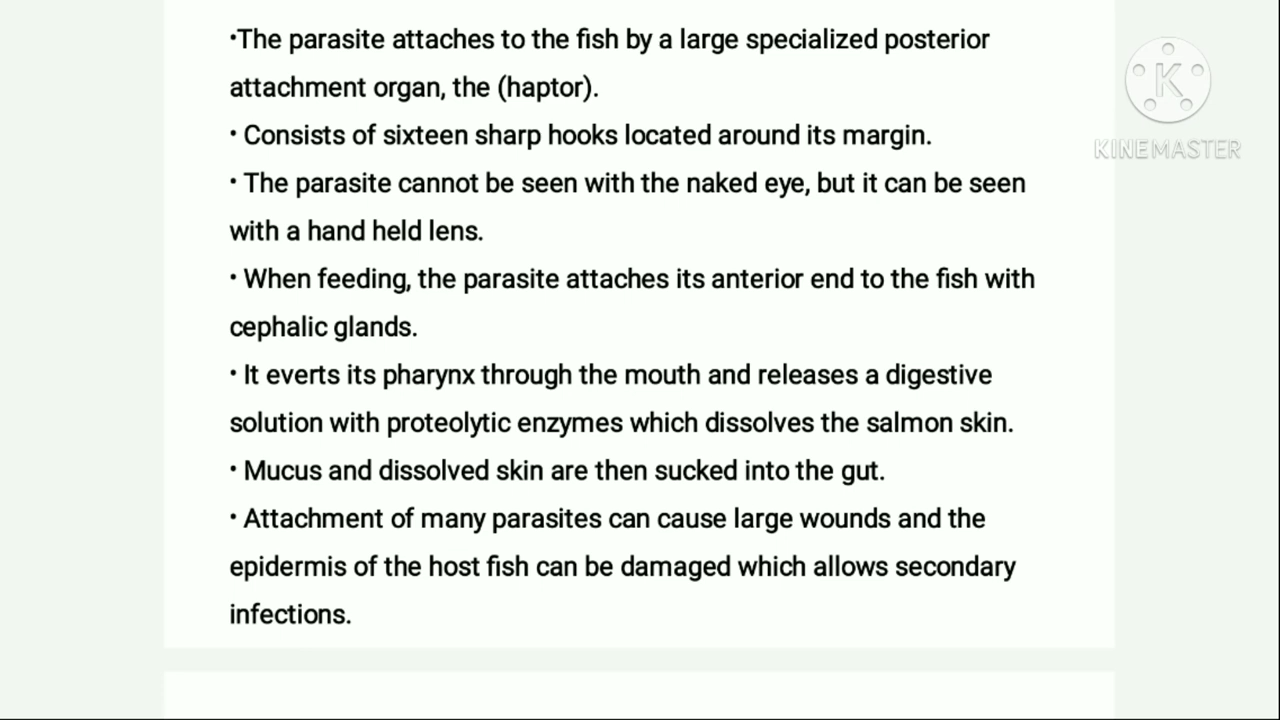 •The parasite attaches to the fish by a large specialized posterior
attachment organ, the (haptor).
• Consists of sixteen sharp hooks located around its margin.
• The parasite cannot be seen with the naked eye, but it can be seen
with a hand held lens.
• When feeding, the parasite attaches its anterior end to the fish with
cephalic glands.
• It everts its pharynx through the mouth and releases a digestive
solution with proteolytic enzymes which dissolves the salmon skin.
• Mucus and dissolved skin are then sucked into the gut.
• Attachment of many parasites can cause large wounds and the
epidermis of the host fish can be damaged which allows secondary
infections.
K
KINEMASTER